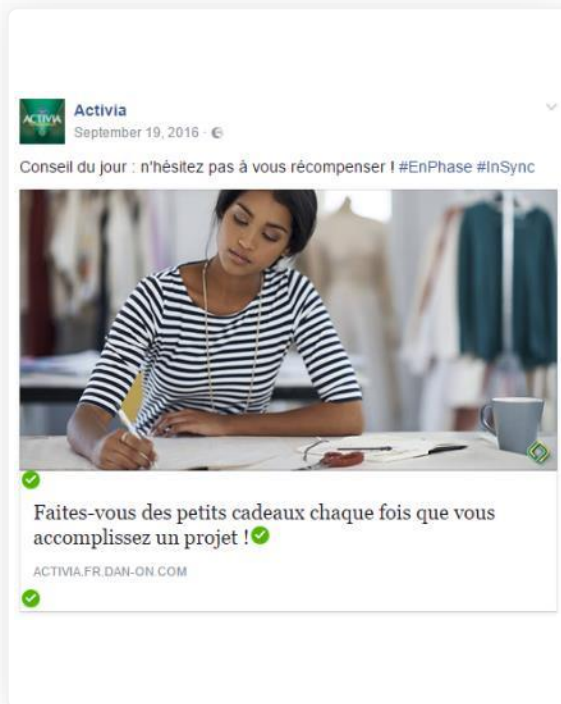 ACTIVIA
Activia
September 19, 2016 ·
Conseil du jour : n'hésitez pas à vous récompenser ! #EnPhase #InSync
Faites-vous des petits cadeaux chaque fois que vous
accomplissez un projet !
ACTIVIA.FR.DAN-ON.COM